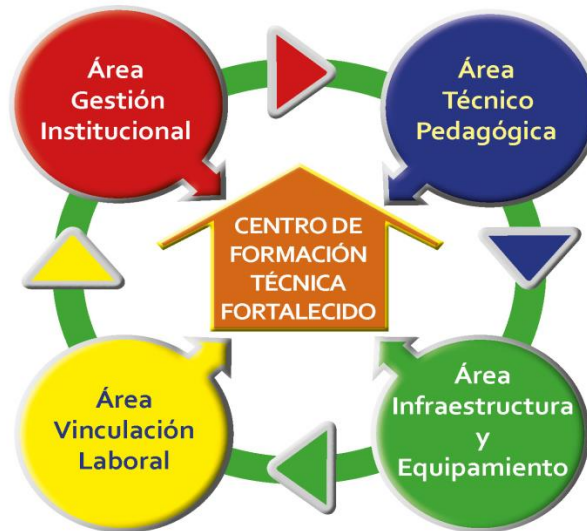 Área
Gestión
Institucional
Área
Técnico
Pedagógica
CENTRO DE
FORMACIÓN
TÉCNICA
FORTALECIDO
Área
Vinculación
Laboral
Área
Infraestructura
y
Equipamiento